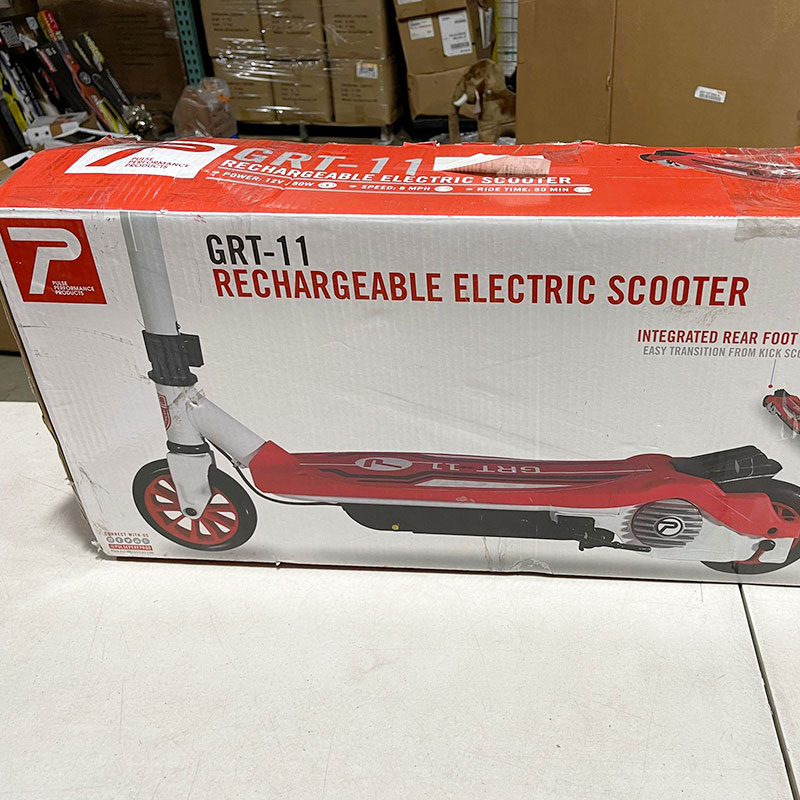 PULSE
PERFORMANCE
PRODUCTS
GRT-11
RECHARGEABLE ELECTRIC SCOOTER
POWER: 12V, 80W
SPEED: 8 MPH
RIDE TIME: 50 MIN
PULSE
PERFORMANCE
PRODUCTS
GRT-11
RECHARGEABLE ELECTRIC SCOOTER
INTEGRATED REAR FOOT
EASY TRANSITION FROM KICK SCO
GRT-11
CONNECT WITH US